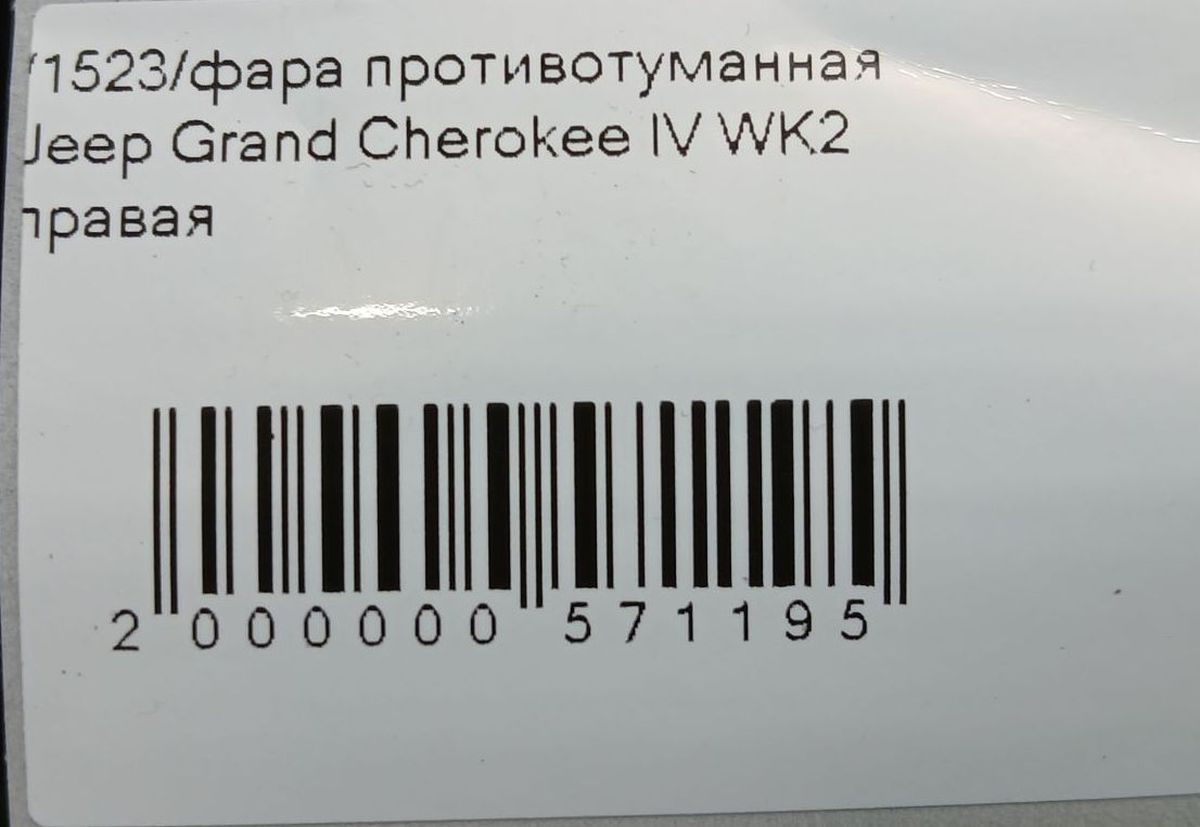 /1523/фара противотуманная
Jeep Grand Cherokee IV WK2
правая
2 000000 571195